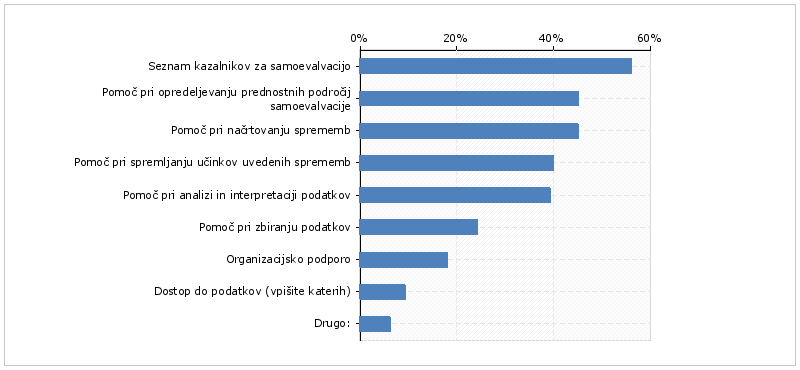 0% 20% 40% 60%
Seznam kazalnikov za samoevalvacijo
Pomoč pri opredeljevanju prednostnih področij
samoevalvacije
Pomoč pri načrtovanju sprememb
Pomoč pri spremljanju učinkov uvedenih sprememb
Pomoč pri analizi in interpretaciji podatkov
Pomoč pri zbiranju podatkov
Organizacijsko podporo
Dostop do podatkov (vpišite katerih)
Drugo: